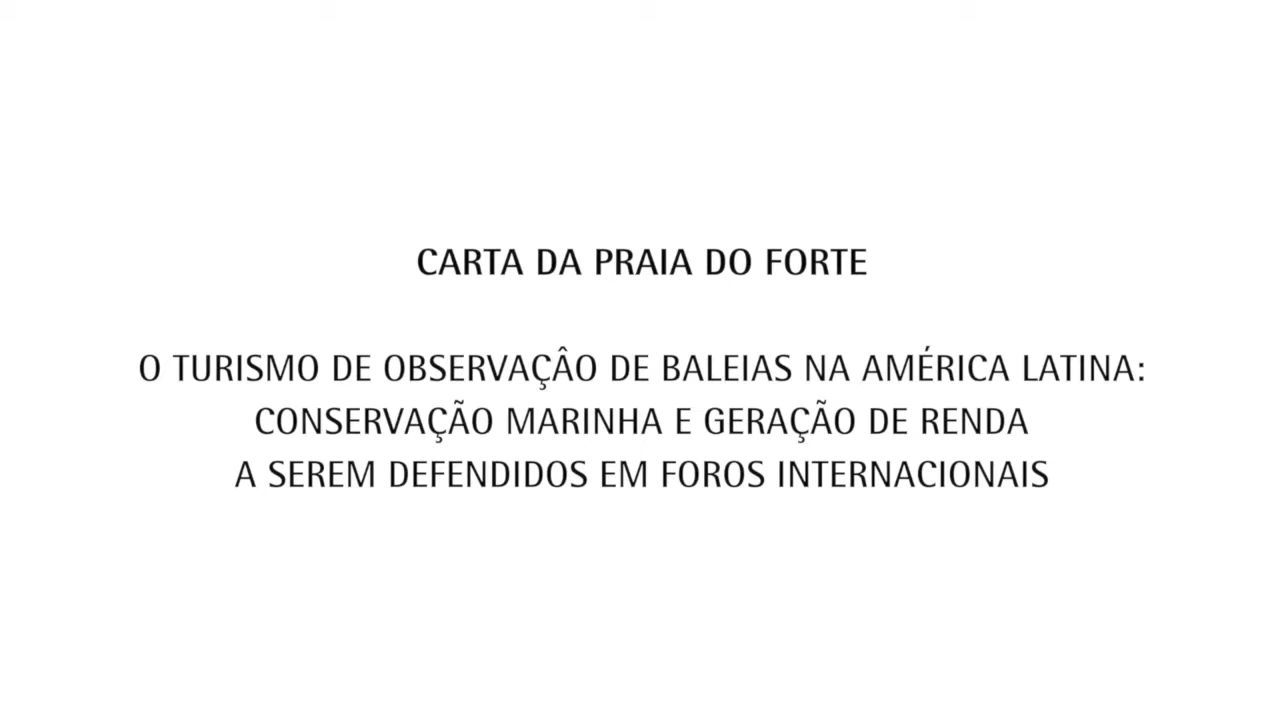 CARTA DA PRAIA DO FORTE
O TURISMO DE OBSERVAÇÂO DE BALEIAS NA AMÉRICA LATINA:
CONSERVAÇÃO MARINHA E GERAÇÃO DE RENDA
A SEREM DEFENDIDOS EM FOROS INTERNACIONAIS